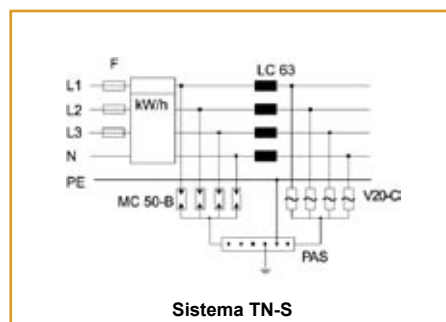 F
LC 63
L1
L2
kW/h
L3
N
PE
MC 50-B
V20-C
PAS
Sistema TN-S